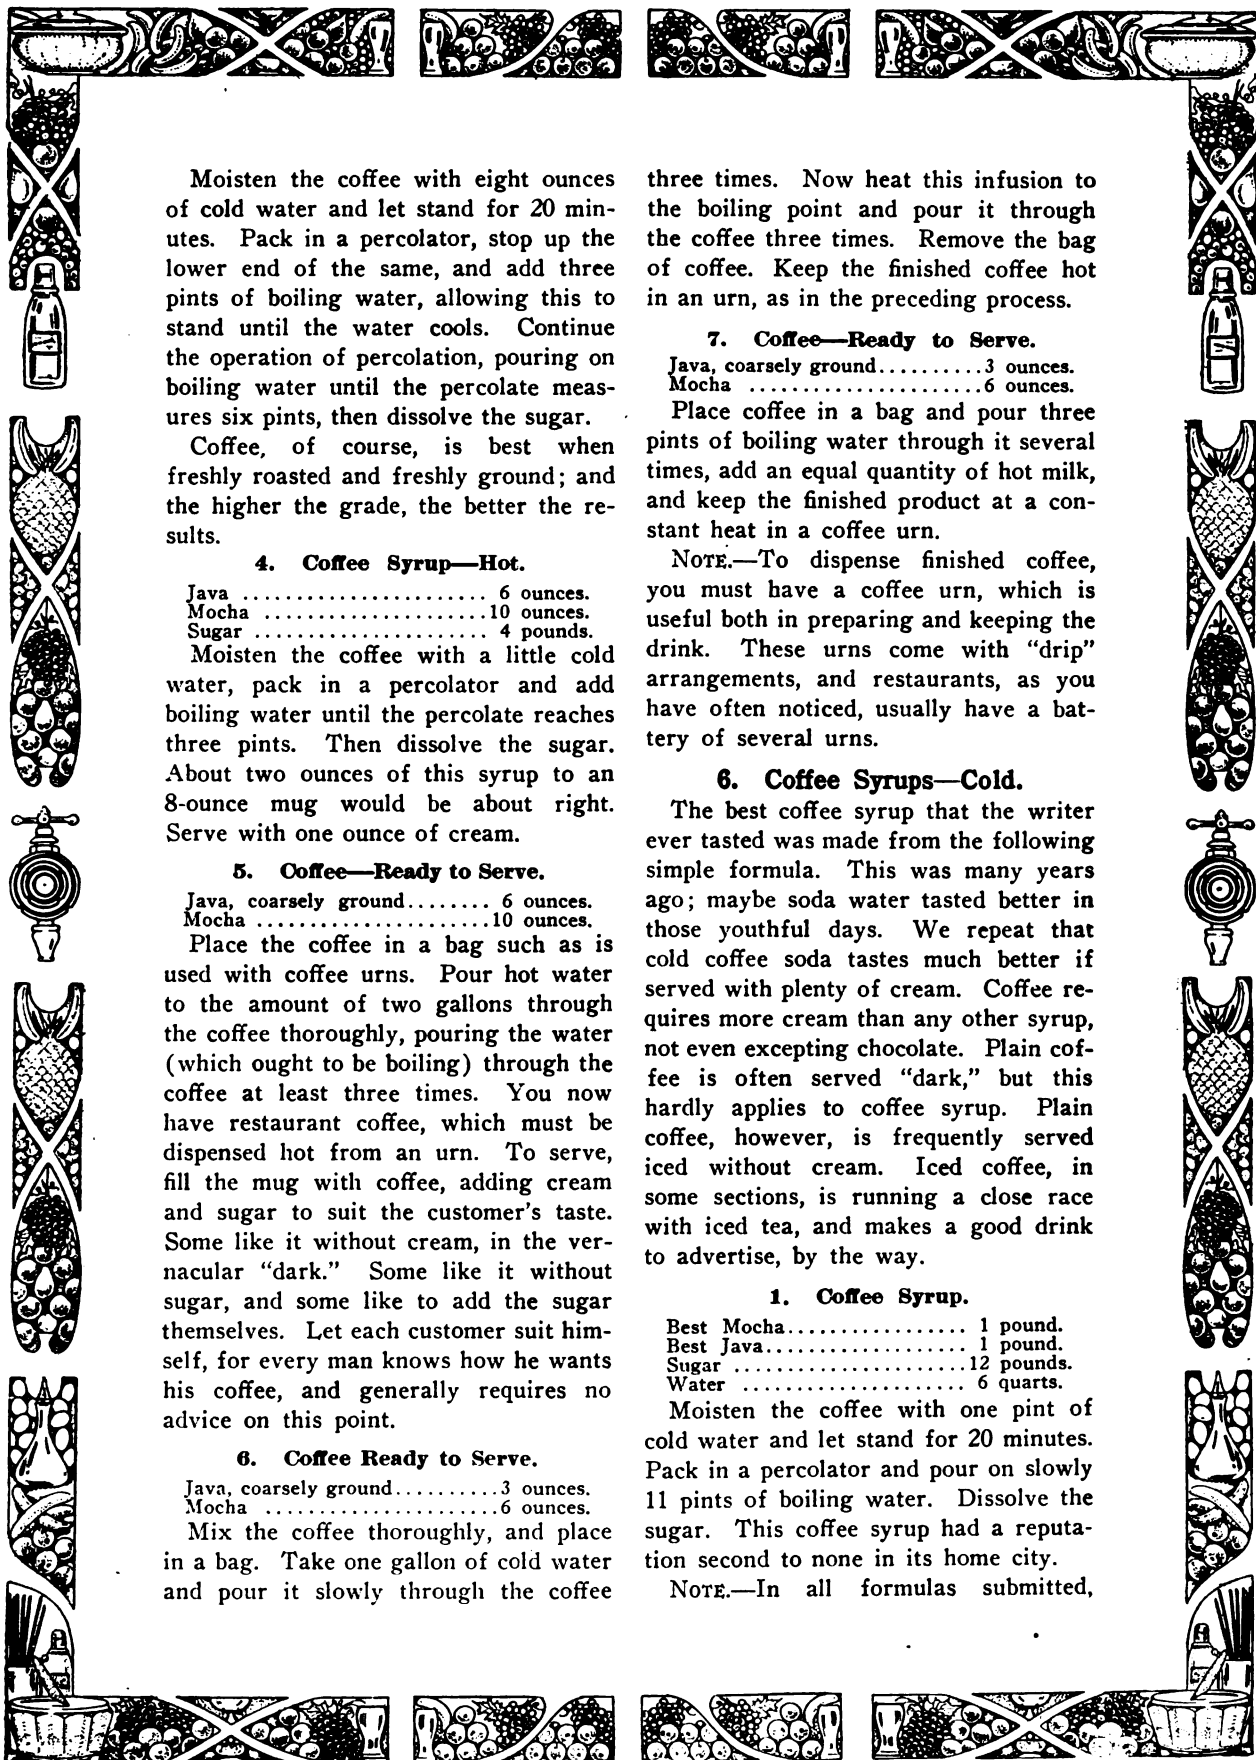 Moisten the coffee with eight ounces
of cold water and let stand for 20 min-
utes. Pack in a percolator, stop up the
lower end of the same, and add three
pints of boiling water, allowing this to
stand until the water cools. Continue
the operation of percolation, pouring on
boiling water until the percolate meas-
ures six pints, then dissolve the sugar.
Coffee, of course, is best when
freshly roasted and freshly ground; and
the higher the grade, the better the re-
sults.
4. Coffee Syrup—Hot.
Java ....................... 6 ounces.
Mocha .....................10 ounces.
Sugar ...................... 4 pounds.
Moisten the coffee with a little cold
water, pack in a percolator and add
boiling water until the percolate reaches
three pints. Then dissolve the sugar.
About two ounces of this syrup to an
8-ounce mug would be about right.
Serve with one ounce of cream.
5. Coffee—Ready to Serve.
Java, coarsely ground........ 6 ounces.
Mocha ......................10 ounces.
Place the coffee in a bag such as is
used with coffee urns. Pour hot water
to the amount of two gallons through
the coffee thoroughly, pouring the water
(which ought to be boiling) through the
coffee at least three times. You now
have restaurant coffee, which must be
dispensed hot from an urn. To serve,
fill the mug with coffee, adding cream
and sugar to suit the customer's taste.
Some like it without cream, in the ver-
nacular "dark." Some like it without
sugar, and some like to add the sugar
themselves. Let each customer suit him-
self, for every man knows how he wants
his coffee, and generally requires no
advice on this point.
6. Coffee Ready to Serve.
Java, coarsely ground..........3 ounces.
Mocha ......................6 ounces.
Mix the coffee thoroughly, and place
in a bag. Take one gallon of cold water
and pour it slowly through the coffee
three times. Now heat this infusion to
the boiling point and pour it through
the coffee three times. Remove the bag
of coffee. Keep the finished coffee hot
in an urn, as in the preceding process.
7. Coffee—Ready to Serve.
Java, coarsely ground..........3 ounces.
Mocha ......................6 ounces.
Place coffee in a bag and pour three
pints of boiling water through it several
times, add an equal quantity of hot milk,
and keep the finished product at a con-
stant heat in a coffee urn.
NOTE.—To dispense finished coffee,
you must have a coffee urn, which is
useful both in preparing and keeping the
drink. These urns come with "drip"
arrangements, and restaurants, as you
have often noticed, usually have a bat-
tery of several urns.
6. Coffee Syrups—Cold.
The best coffee syrup that the writer
ever tasted was made from the following
simple formula. This was many years
ago; maybe soda water tasted better in
those youthful days. We repeat that
cold coffee soda tastes much better if
served with plenty of cream. Coffee re-
quires more cream than any other syrup,
not even excepting chocolate. Plain cof-
fee is often served "dark," but this
hardly applies to coffee syrup. Plain
coffee, however, is frequently served
iced without cream. Iced coffee, in
some sections, is running a close race
with iced tea, and makes a good drink
to advertise, by the way.
1. Coffee Syrup.
Best Mocha................. 1 pound.
Best Java................... 1 pound.
Sugar ......................12 pounds.
Water ..................... 6 quarts.
Moisten the coffee with one pint of
cold water and let stand for 20 minutes.
Pack in a percolator and pour on slowly
11 pints of boiling water. Dissolve the
sugar. This coffee syrup had a reputa-
tion second to none in its home city.
NOTE.—In all formulas submitted,